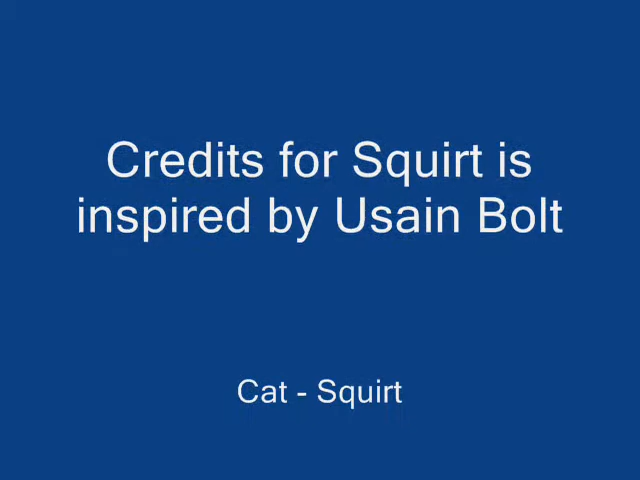 Credits for Squirt is
inspired by Usain Bolt
Cat - Squirt